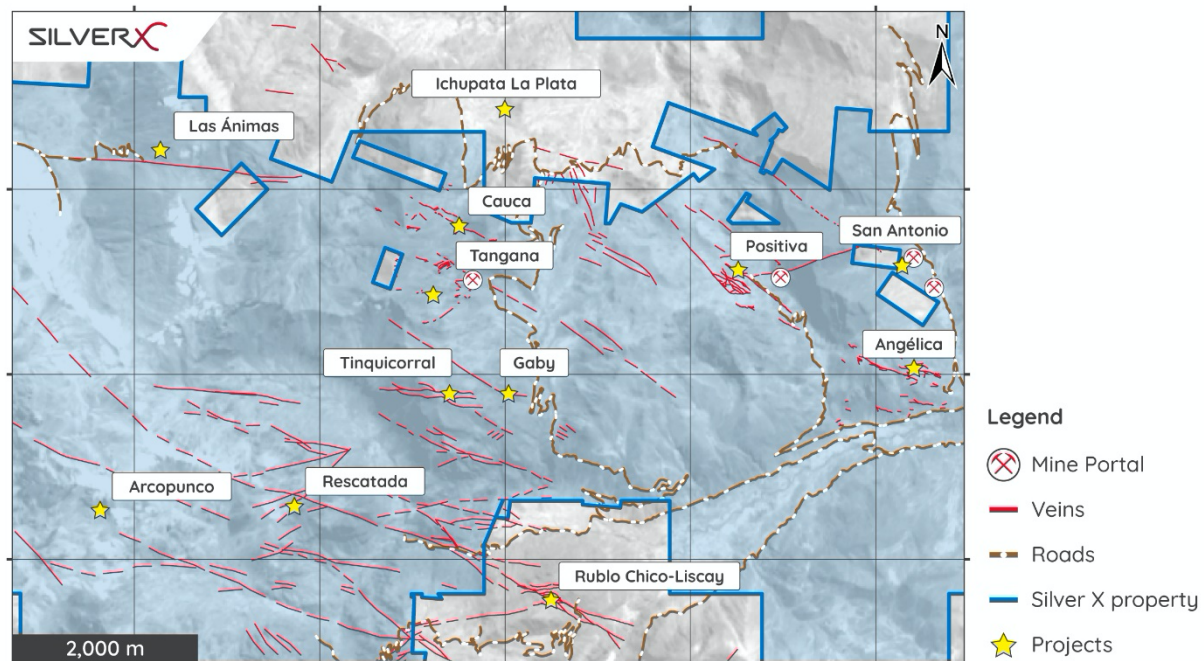 SILVERX
N
Ichupata La Plata
Las Ánimas
Cauca
San Antonio
Positiva
Tangana
Angélica
Tinquicorral
Gaby
Rescatada
Arcopunco
Rublo Chico-Liscay
2,000 m
Legend
Mine Portal
Veins
Roads
Silver X property
Projects